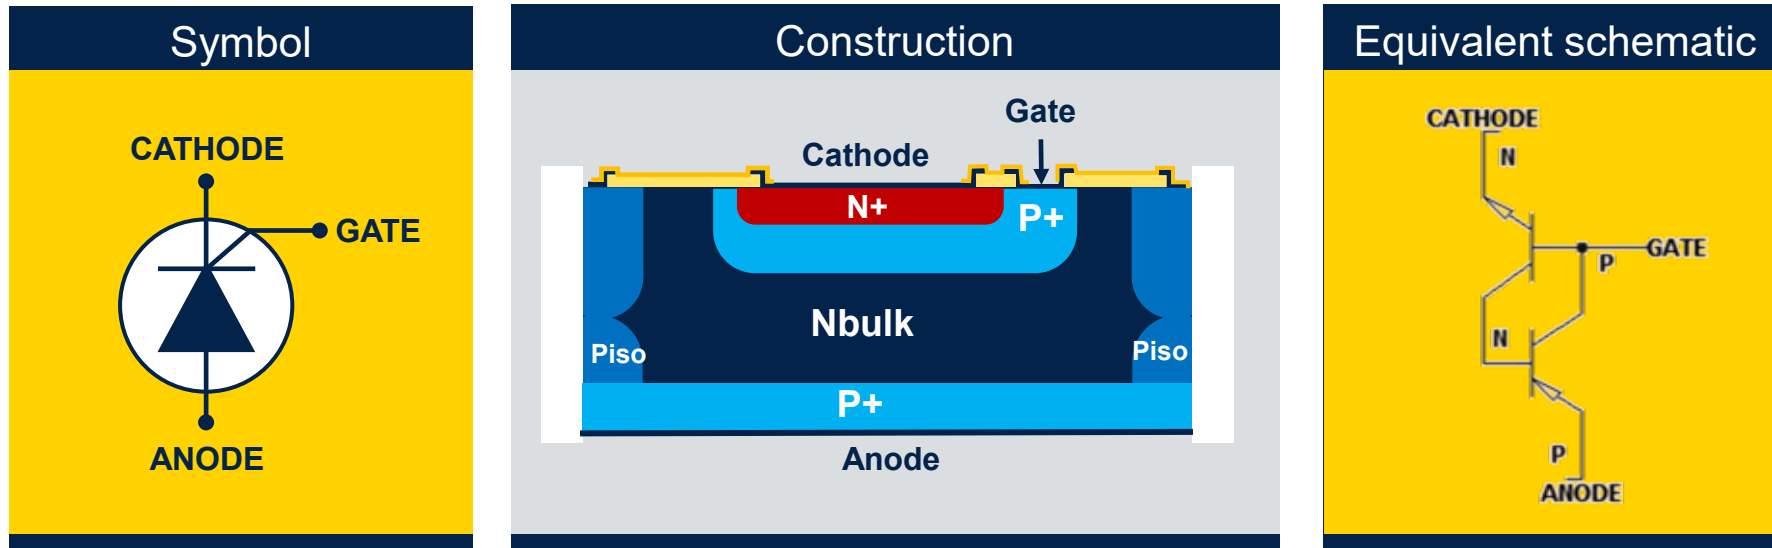 Symbol
CATHODE
GATE
ANODE
Construction
Gate
Cathode
N+
P+
Nbulk
Piso
Piso
P+
Anode
Equivalent schematic
CATHODE
N
GATE
P
N
P
ANODE